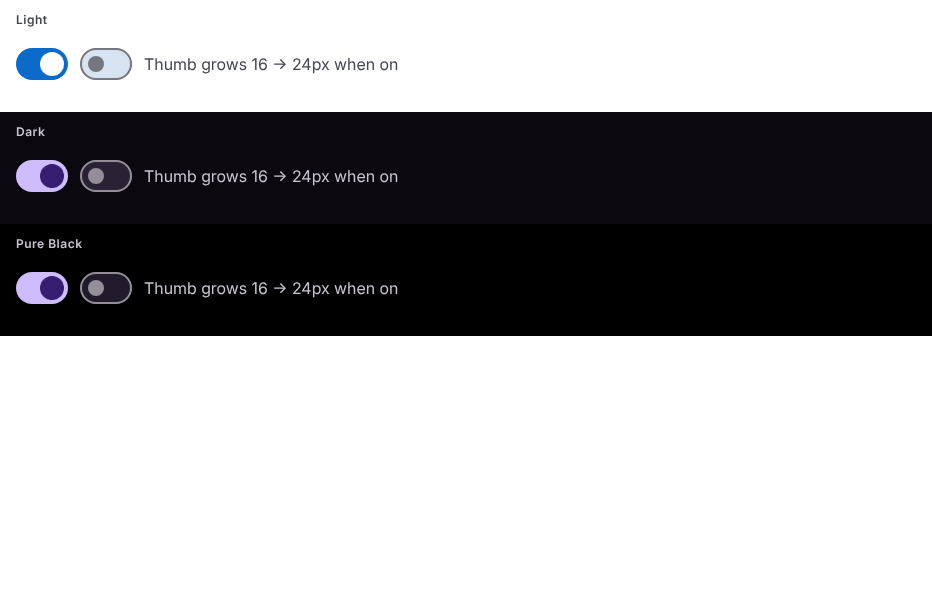 Light
Thumb grows 16 → 24px when on
Dark
Thumb grows 16 → 24px when on
Pure Black
Thumb grows 16 → 24px when on